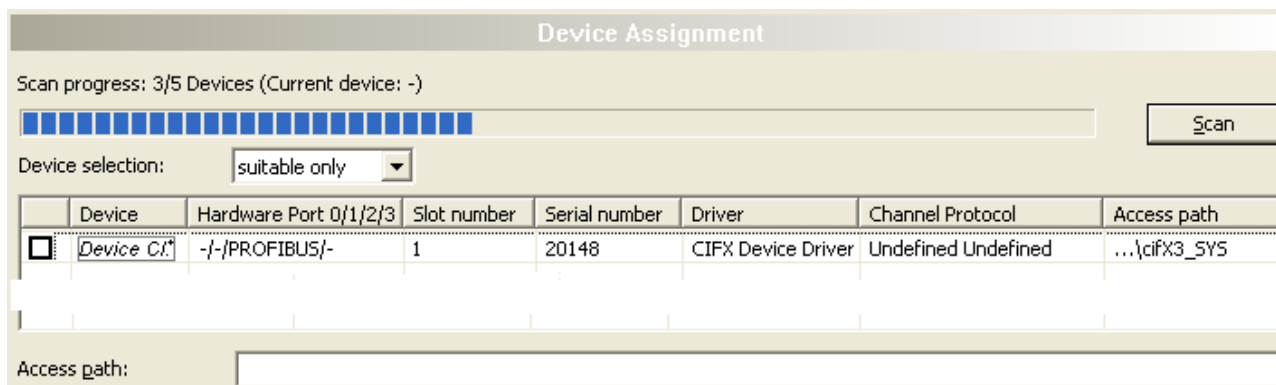 Device Assignment
Scan progress: 3/5 Devices (Current device: -)
Scan
Device selection: suitable only
Device Hardware Port 0/1/2/3 Slot number Serial number Driver Channel Protocol Access path
Device CI* -/-/PROFIBUS/- 1 20148 CIFX Device Driver Undefined Undefined ...\cifX3_SYS
Access path: